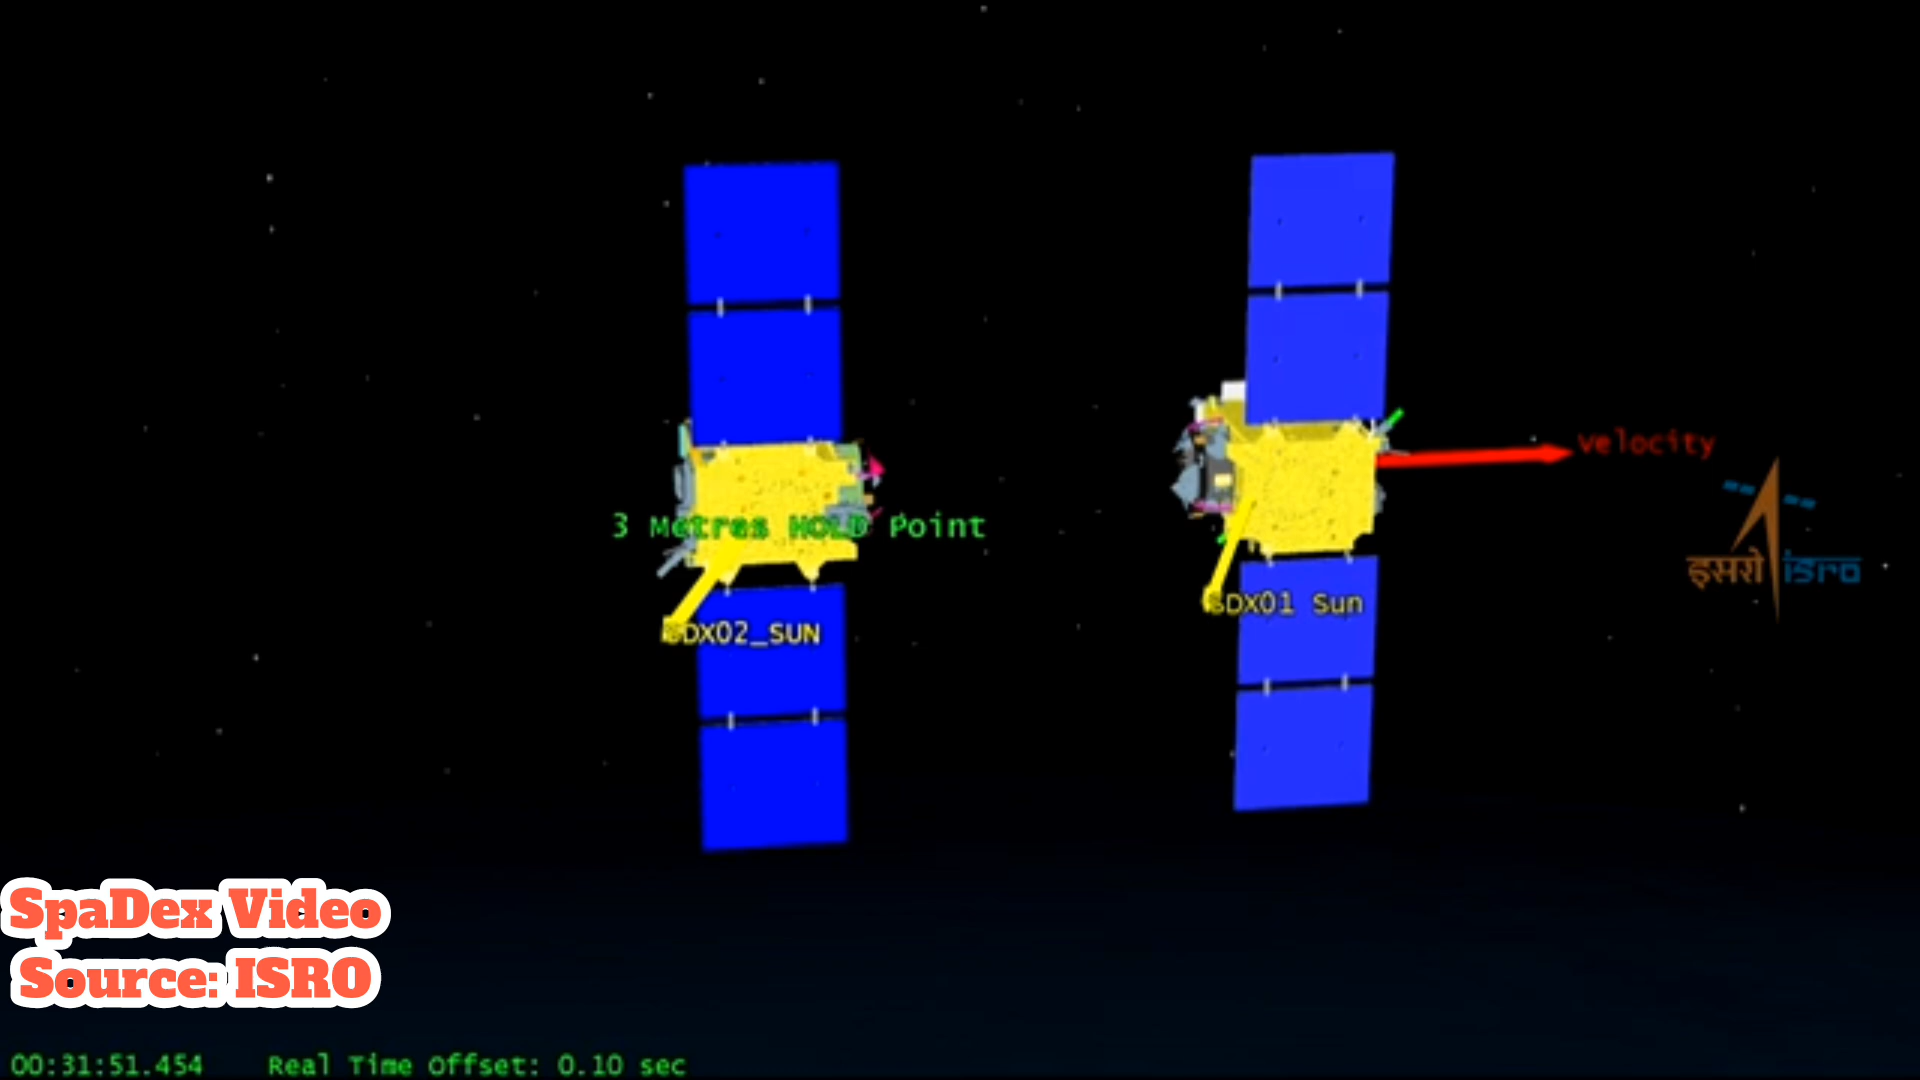 velocity
3 Metres HOLD Point
इसरो isro
SDX01 Sun
SDX02_SUN
SpaDex Video
Source: ISRO
00:31:51.454 Real Time Offset: 0.10 sec